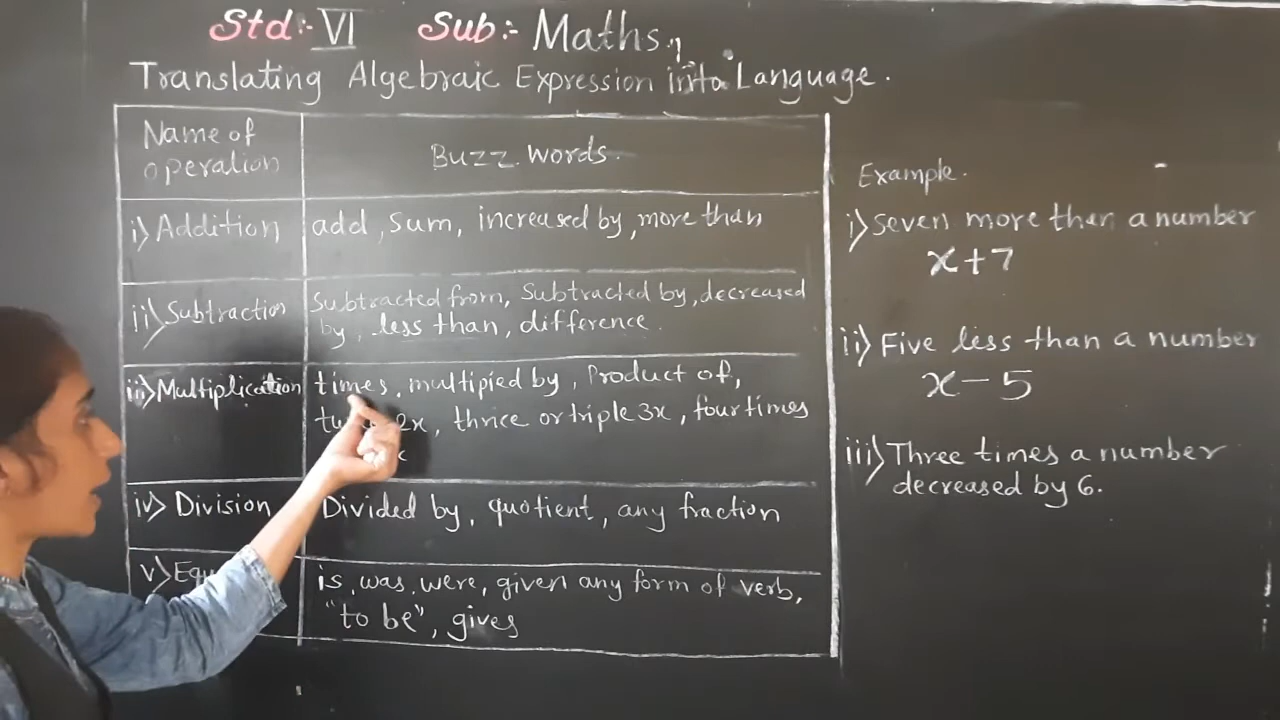 Std:- VI Sub:- Maths.
Translating Algebraic Expression into Language.
Name of
operation
Buzz words.
i) Addition
add, sum, increased by, more than
ii) Subtraction
Subtracted from, Subtracted by, decreased
by, less than, difference.
iii) Multiplication
times, multipied by, Product of,
2x, thrice or triple 3x, four times
iv) Division
Divided by, quotient, any fraction
v)
is, was, were, given any form of verb,
"to be", gives
Example.
i) Seven more than a number
x+7
ii) Five less than a number
x-5
iii) Three times a number
decreased by 6.